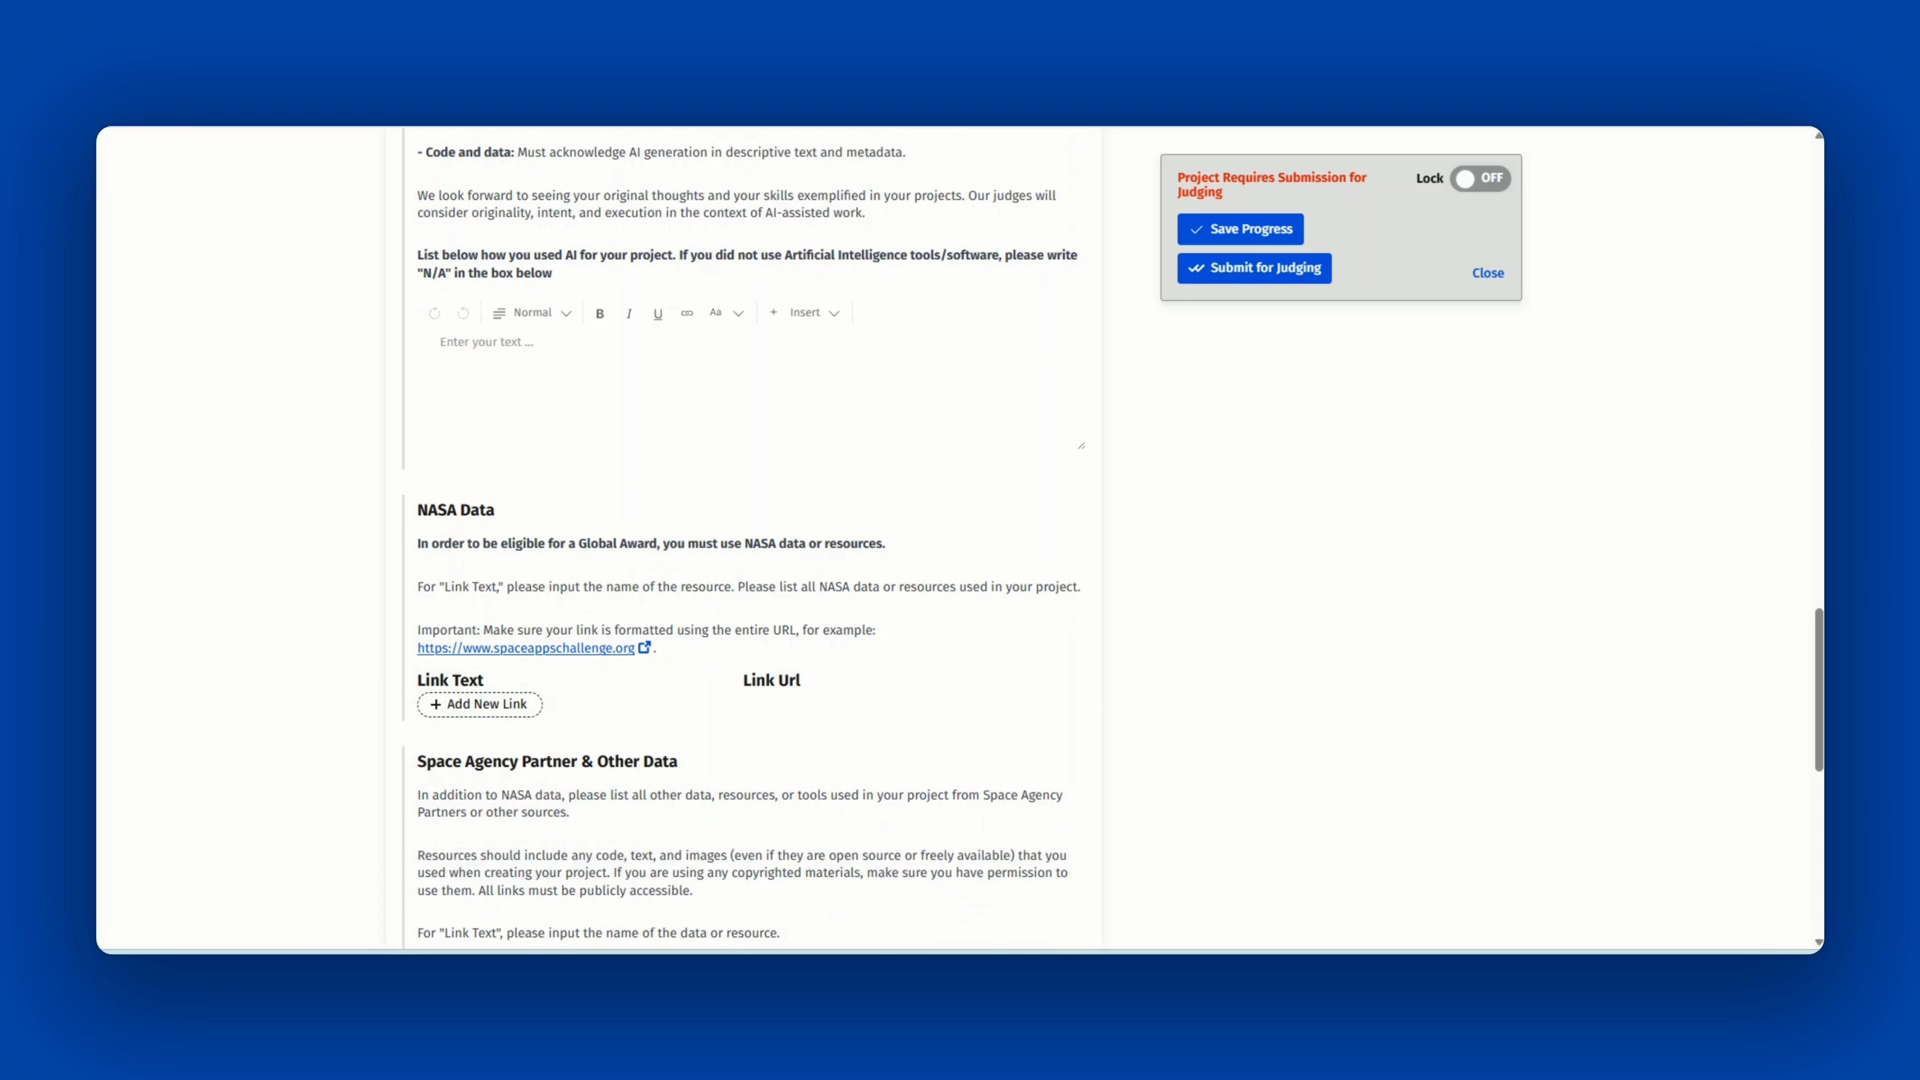 - Code and data: Must acknowledge AI generation in descriptive text and metadata.
We look forward to seeing your original thoughts and your skills exemplified in your projects. Our judges will
consider originality, intent, and execution in the context of AI-assisted work.
List below how you used AI for your project. If you did not use Artificial Intelligence tools/software, please write
"N/A" in the box below
Normal B I U Aa + Insert
Enter your text ...
NASA Data
In order to be eligible for a Global Award, you must use NASA data or resources.
For "Link Text," please input the name of the resource. Please list all NASA data or resources used in your project.
Important: Make sure your link is formatted using the entire URL, for example:
https://www.spaceappschallenge.org .
Link Text Link Url
+ Add New Link
Space Agency Partner & Other Data
In addition to NASA data, please list all other data, resources, or tools used in your project from Space Agency
Partners or other sources.
Resources should include any code, text, and images (even if they are open source or freely available) that you
used when creating your project. If you are using any copyrighted materials, make sure you have permission to
use them. All links must be publicly accessible.
For "Link Text", please input the name of the data or resource.
Project Requires Submission for
Judging
Lock OFF
Save Progress
Submit for Judging
Close